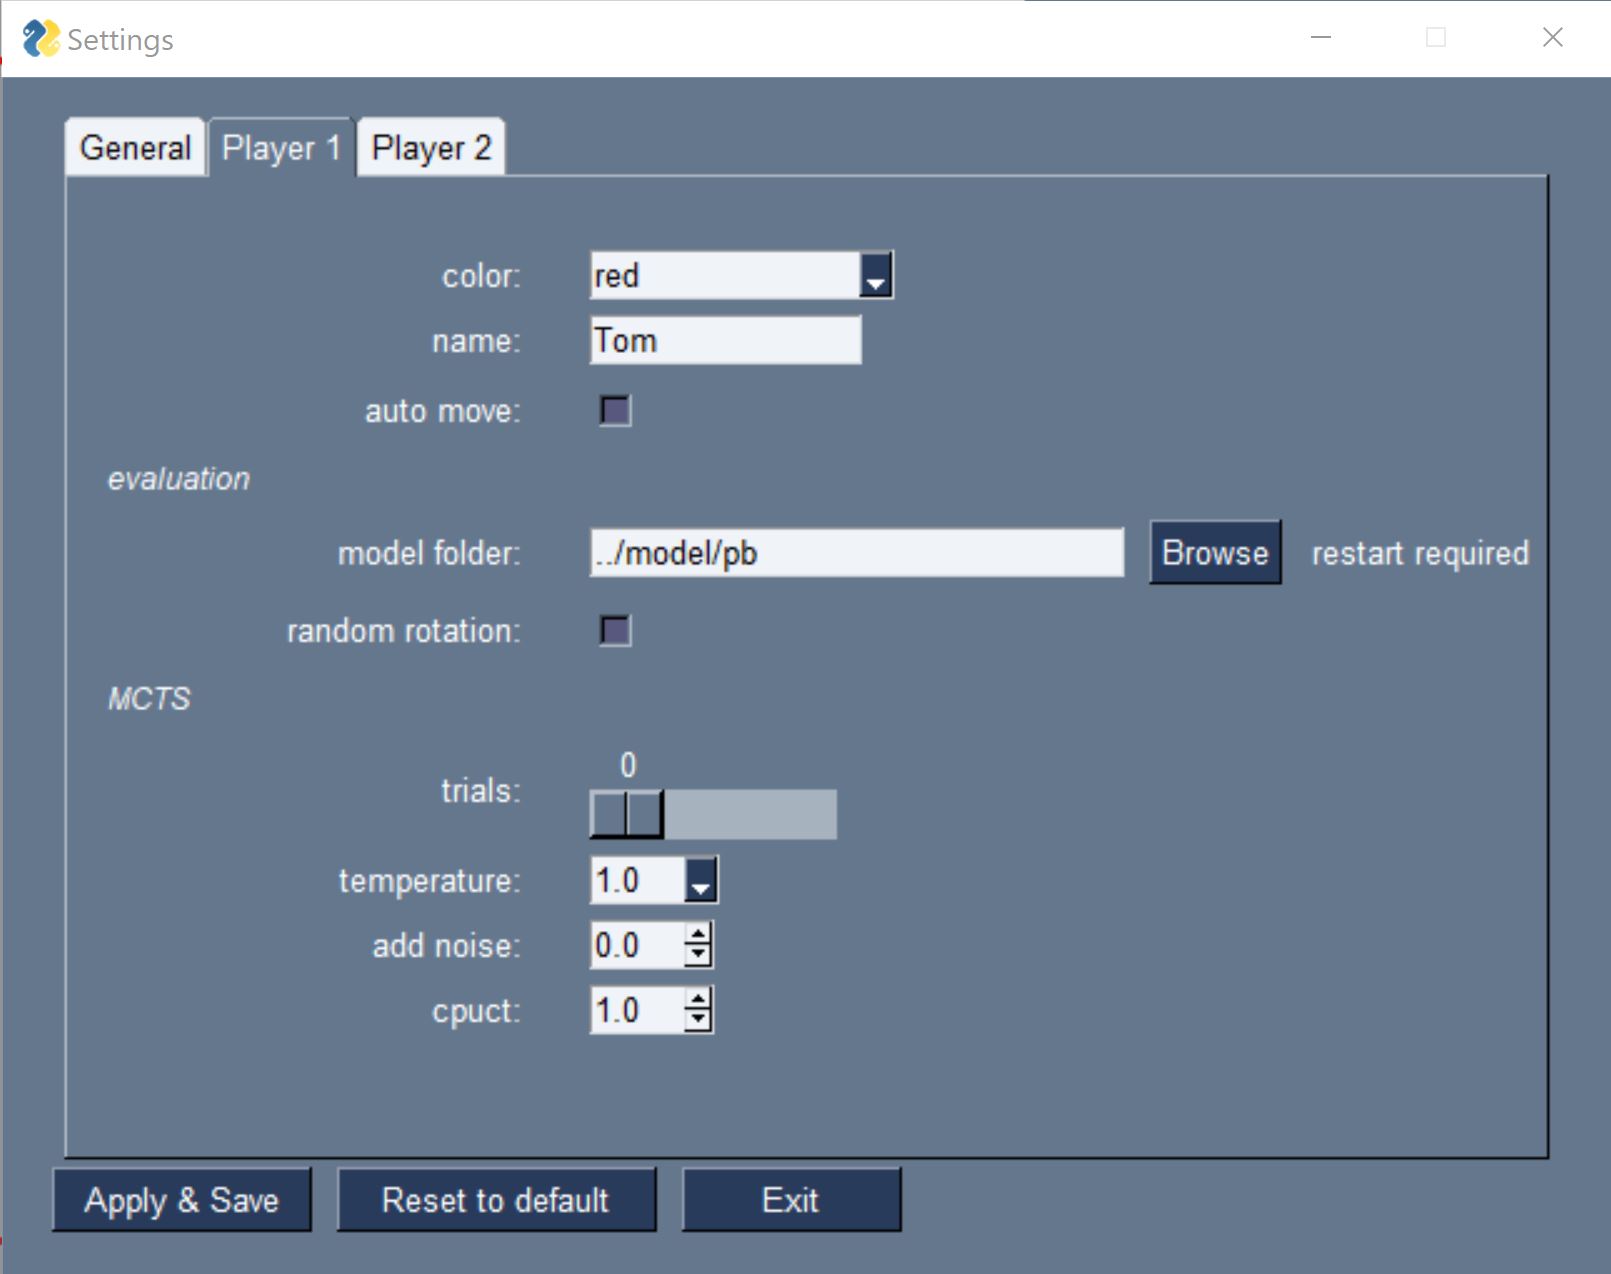 Settings
General Player 1 Player 2
color: red
name: Tom
auto move:
evaluation
model folder: ../model/pb Browse restart required
random rotation:
MCTS
0
trials:
temperature: 1.0
add noise: 0.0
cpuct: 1.0
Apply & Save Reset to default Exit